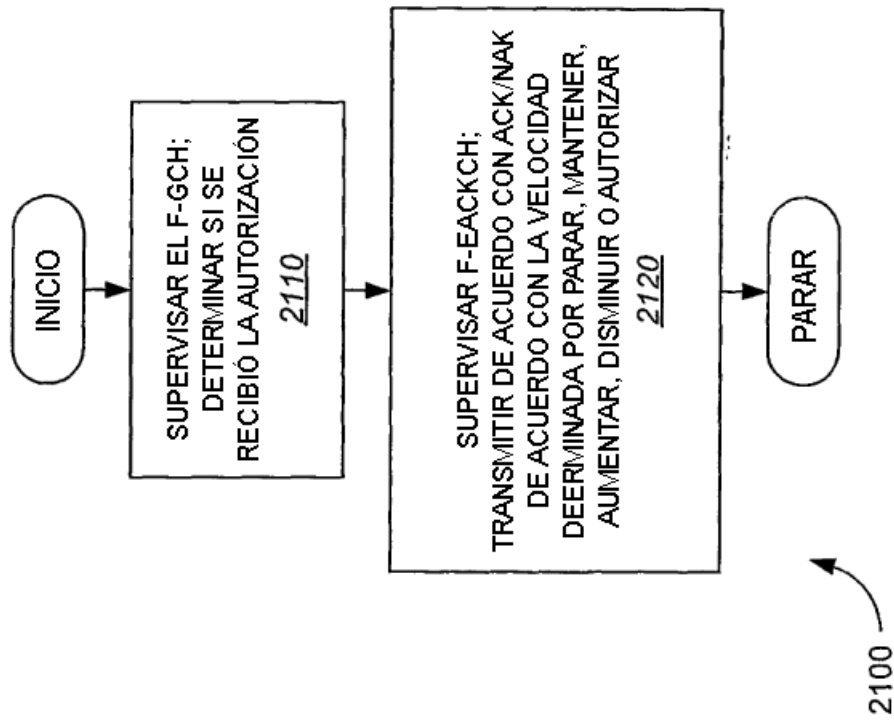 INICIO
SUPERVISAR EL F-GCH;
DETERMINAR SI SE
RECIBIÓ LA AUTORIZACIÓN
2110
SUPERVISAR F-EACKCH;
TRANSMITIR DE ACUERDO CON ACK/NAK
DE ACUERDO CON LA VELOCIDAD
DEERMINADA POR PARAR, MANTENER,
AUMENTAR, DISMINUIR O AUTORIZAR
2120
PARAR
2100